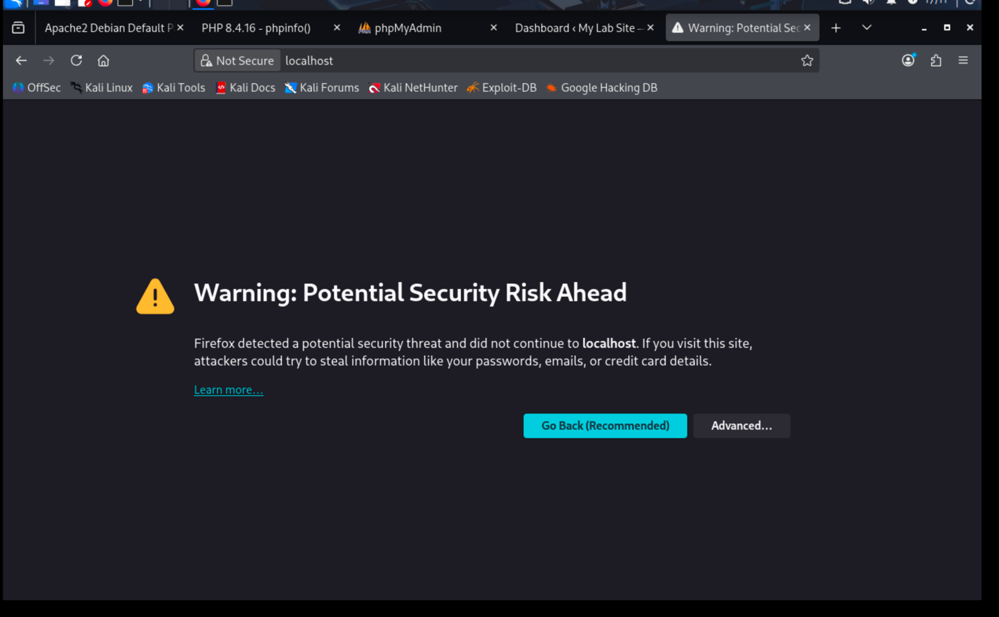 Apache2 Debian Default P
PHP 8.4.16 - phpinfo()
phpMyAdmin
Dashboard ‹ My Lab Site —
Warning: Potential Sec
Not Secure
localhost
OffSec
Kali Linux
Kali Tools
Kali Docs
Kali Forums
Kali NetHunter
Exploit-DB
Google Hacking DB
Warning: Potential Security Risk Ahead
Firefox detected a potential security threat and did not continue to localhost. If you visit this site,
attackers could try to steal information like your passwords, emails, or credit card details.
Learn more…
Go Back (Recommended)
Advanced…